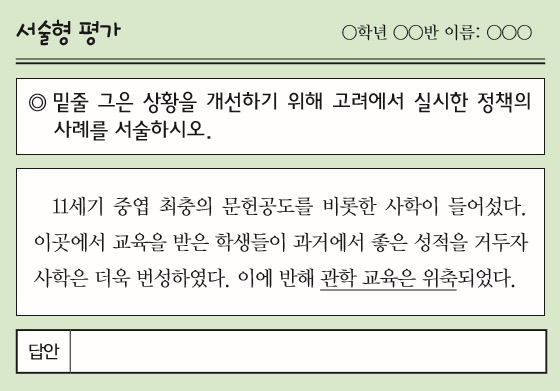 서술형 평가 ○학년 ○○반 이름: ○○○
◎ 밑줄 그은 상황을 개선하기 위해 고려에서 실시한 정책의
사례를 서술하시오.
11세기 중엽 최충의 문헌공도를 비롯한 사학이 들어섰다.
이곳에서 교육을 받은 학생들이 과거에서 좋은 성적을 거두자
사학은 더욱 번성하였다. 이에 반해 관학 교육은 위축되었다.
답안